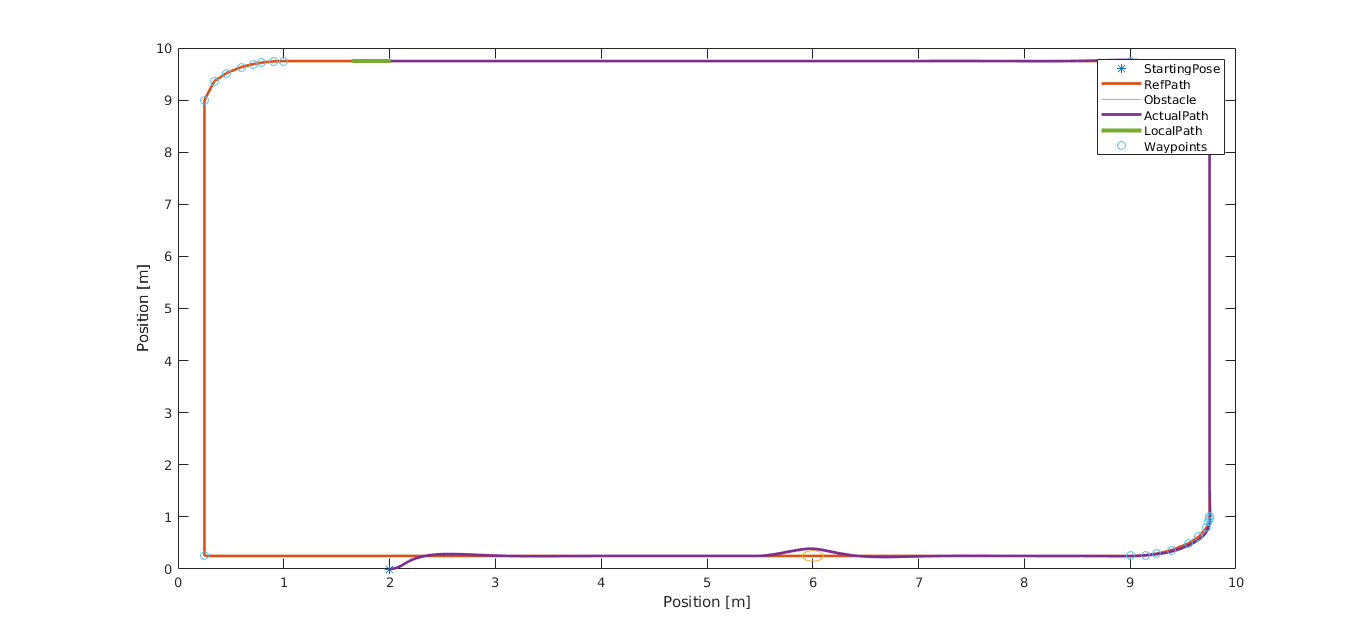 10
9
8
7
6
5
4
3
2
1
0
Position [m]
StartingPose
RefPath
Obstacle
ActualPath
LocalPath
Waypoints
0 1 2 3 4 5 6 7 8 9 10
Position [m]